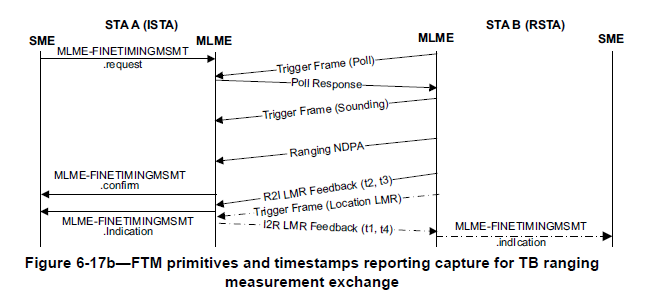 STA A (ISTA)
STA B (RSTA)
SME
MLME
MLME
SME
MLME-FINETIMINGMSMT
.request
Trigger Frame (Poll)
Poll Response
Trigger Frame (Sounding)
Ranging NDPA
MLME-FINETIMINGMSMT
.confirm
R2I LMR Feedback (t2, t3)
Trigger Frame (Location LMR)
MLME-FINETIMINGMSMT
.Indication
I2R LMR Feedback (t1, t4)
MLME-FINETIMINGMSMT
.indIcation
Figure 6-17b—FTM primitives and timestamps reporting capture for TB ranging
measurement exchange